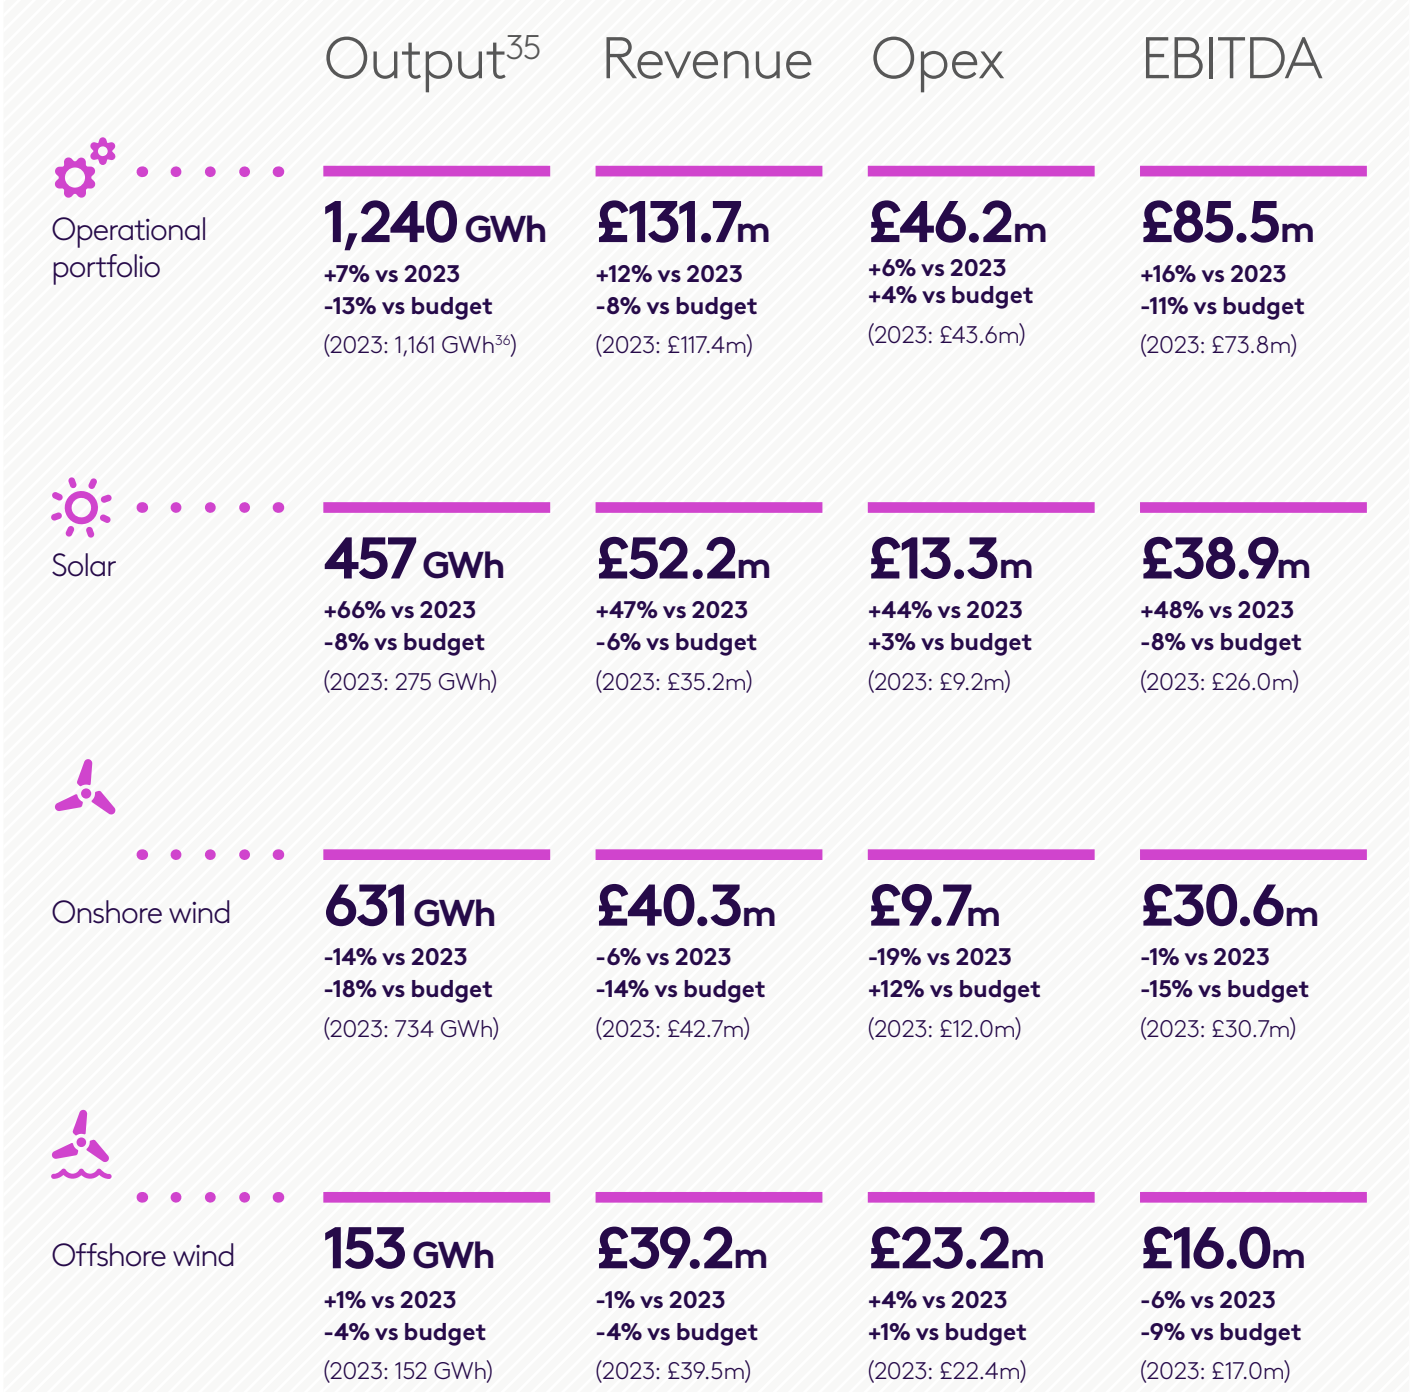 Output35
Revenue
Opex
EBITDA
Operational
portfolio
1,240 GWh
+7% vs 2023
-13% vs budget
(2023: 1,161 GWh36)
£131.7m
+12% vs 2023
-8% vs budget
(2023: £117.4m)
£46.2m
+6% vs 2023
+4% vs budget
(2023: £43.6m)
£85.5m
+16% vs 2023
-11% vs budget
(2023: £73.8m)
Solar
457 GWh
+66% vs 2023
-8% vs budget
(2023: 275 GWh)
£52.2m
+47% vs 2023
-6% vs budget
(2023: £35.2m)
£13.3m
+44% vs 2023
+3% vs budget
(2023: £9.2m)
£38.9m
+48% vs 2023
-8% vs budget
(2023: £26.0m)
Onshore wind
631 GWh
-14% vs 2023
-18% vs budget
(2023: 734 GWh)
£40.3m
-6% vs 2023
-14% vs budget
(2023: £42.7m)
£9.7m
-19% vs 2023
+12% vs budget
(2023: £12.0m)
£30.6m
-1% vs 2023
-15% vs budget
(2023: £30.7m)
Offshore wind
153 GWh
+1% vs 2023
-4% vs budget
(2023: 152 GWh)
£39.2m
-1% vs 2023
-4% vs budget
(2023: £39.5m)
£23.2m
+4% vs 2023
+1% vs budget
(2023: £22.4m)
£16.0m
-6% vs 2023
-9% vs budget
(2023: £17.0m)